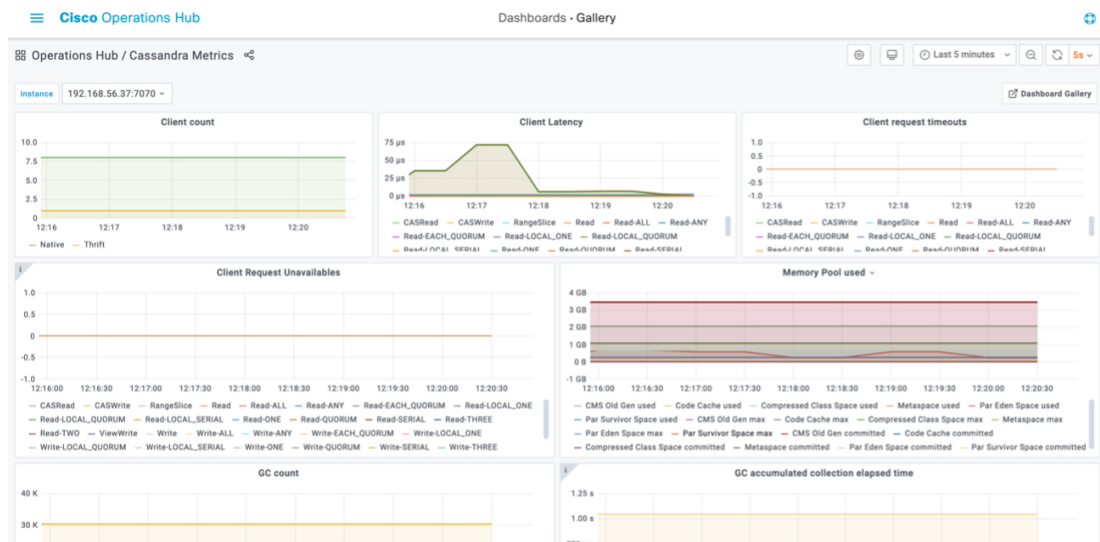 Cisco Operations Hub
Dashboards · Gallery
Operations Hub / Cassandra Metrics
Last 5 minutes
5s
instance
192.168.56.37:7070
Dashboard Gallery
Client count
10.0
7.5
5.0
2.5
0
12:16 12:17 12:18 12:19 12:20
Native Thrift
Client Latency
75 µs
50 µs
25 µs
0 µs
12:16 12:17 12:18 12:19 12:20
CASRead CASWrite RangeSlice Read Read-ALL Read-ANY
Read-EACH_QUORUM Read-LOCAL_ONE Read-LOCAL_QUORUM
Read-LOCAL_SERIAL Read-ONE Read-QUORUM Read-SERIAL
Client request timeouts
1.0
0.5
0
-0.5
-1.0
12:16 12:17 12:18 12:19 12:20
CASRead CASWrite RangeSlice Read Read-ALL Read-ANY
Read-EACH_QUORUM Read-LOCAL_ONE Read-LOCAL_QUORUM
Read-LOCAL_SERIAL Read-ONE Read-QUORUM Read-SERIAL
i
Client Request Unavailables
1.0
0.5
0
-0.5
-1.0
12:16:00 12:16:30 12:17:00 12:17:30 12:18:00 12:18:30 12:19:00 12:19:30 12:20:00 12:20:30
CASRead CASWrite RangeSlice Read Read-ALL Read-ANY Read-EACH_QUORUM Read-LOCAL_ONE
Read-LOCAL_QUORUM Read-LOCAL_SERIAL Read-ONE Read-QUORUM Read-SERIAL Read-THREE
Read-TWO ViewWrite Write Write-ALL Write-ANY Write-EACH_QUORUM Write-LOCAL_ONE
Write-LOCAL_QUORUM Write-LOCAL_SERIAL Write-ONE Write-QUORUM Write-SERIAL Write-THREE
Memory Pool used
4 GB
3 GB
2 GB
1 GB
0 B
-1 GB
12:16:00 12:16:30 12:17:00 12:17:30 12:18:00 12:18:30 12:19:00 12:19:30 12:20:00 12:20:30
CMS Old Gen used Code Cache used Compressed Class Space used Metaspace used Par Eden Space used
Par Survivor Space used CMS Old Gen max Code Cache max Compressed Class Space max Metaspace max
Par Eden Space max Par Survivor Space max CMS Old Gen committed Code Cache committed
Compressed Class Space committed Metaspace committed Par Eden Space committed Par Survivor Space committed
GC count
40 K
30 K
i
GC accumulated collection elapsed time
1.25 s
1.00 s